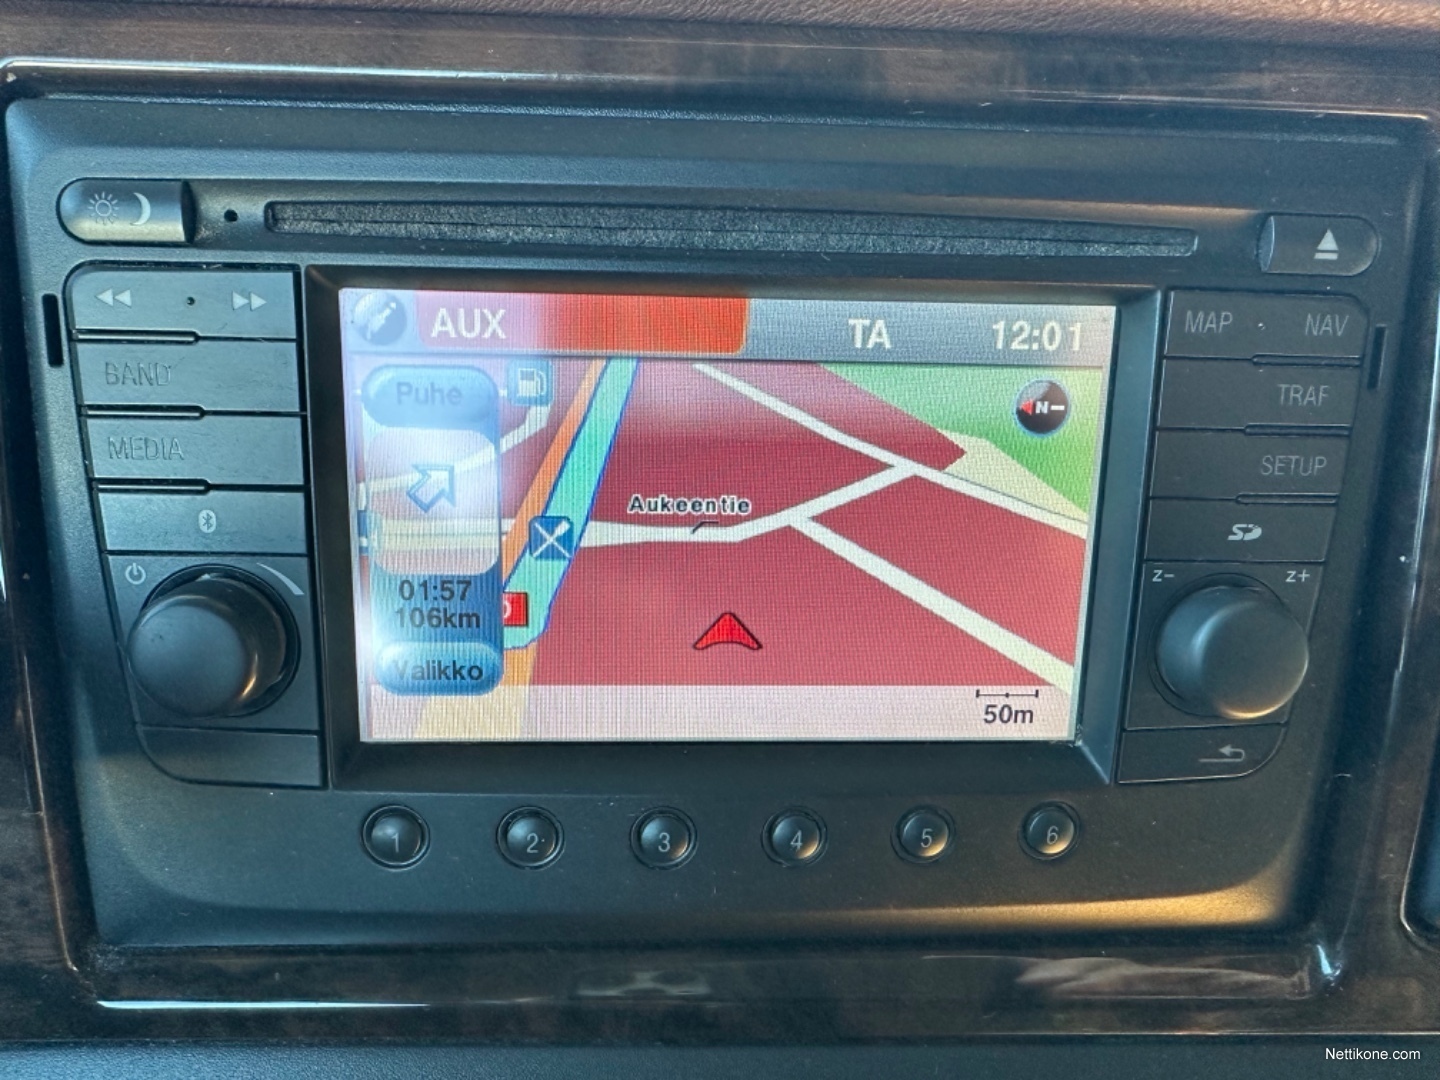 AUX TA 12:01
Puhe
N
Aukeentie
01:57
106km
Valikko
50m
BAND
MEDIA
MAP NAV
TRAF
SETUP
SD
z- z+
1 2 3 4 5 6
Nettikone.com